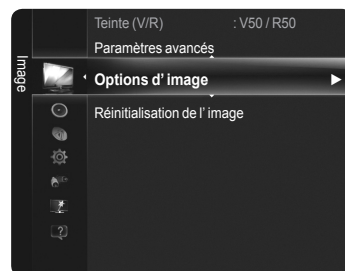 Image
Teinte (V/R) : V50 / R50
Paramètres avancés
Options d' image
Réinitialisation de l' image